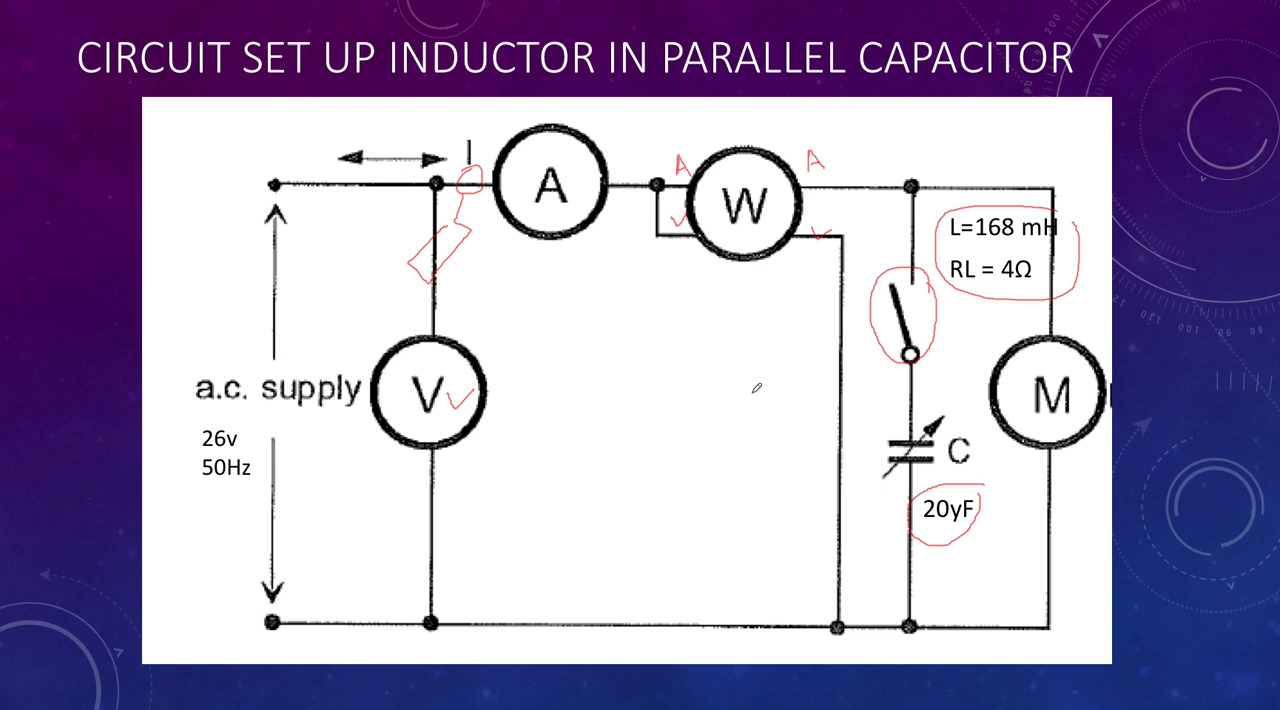 CIRCUIT SET UP INDUCTOR IN PARALLEL CAPACITOR
I
A
A
W
A
L=168 mH
RL = 4Ω
a.c. supply
V
M
26v
50Hz
C
20yF